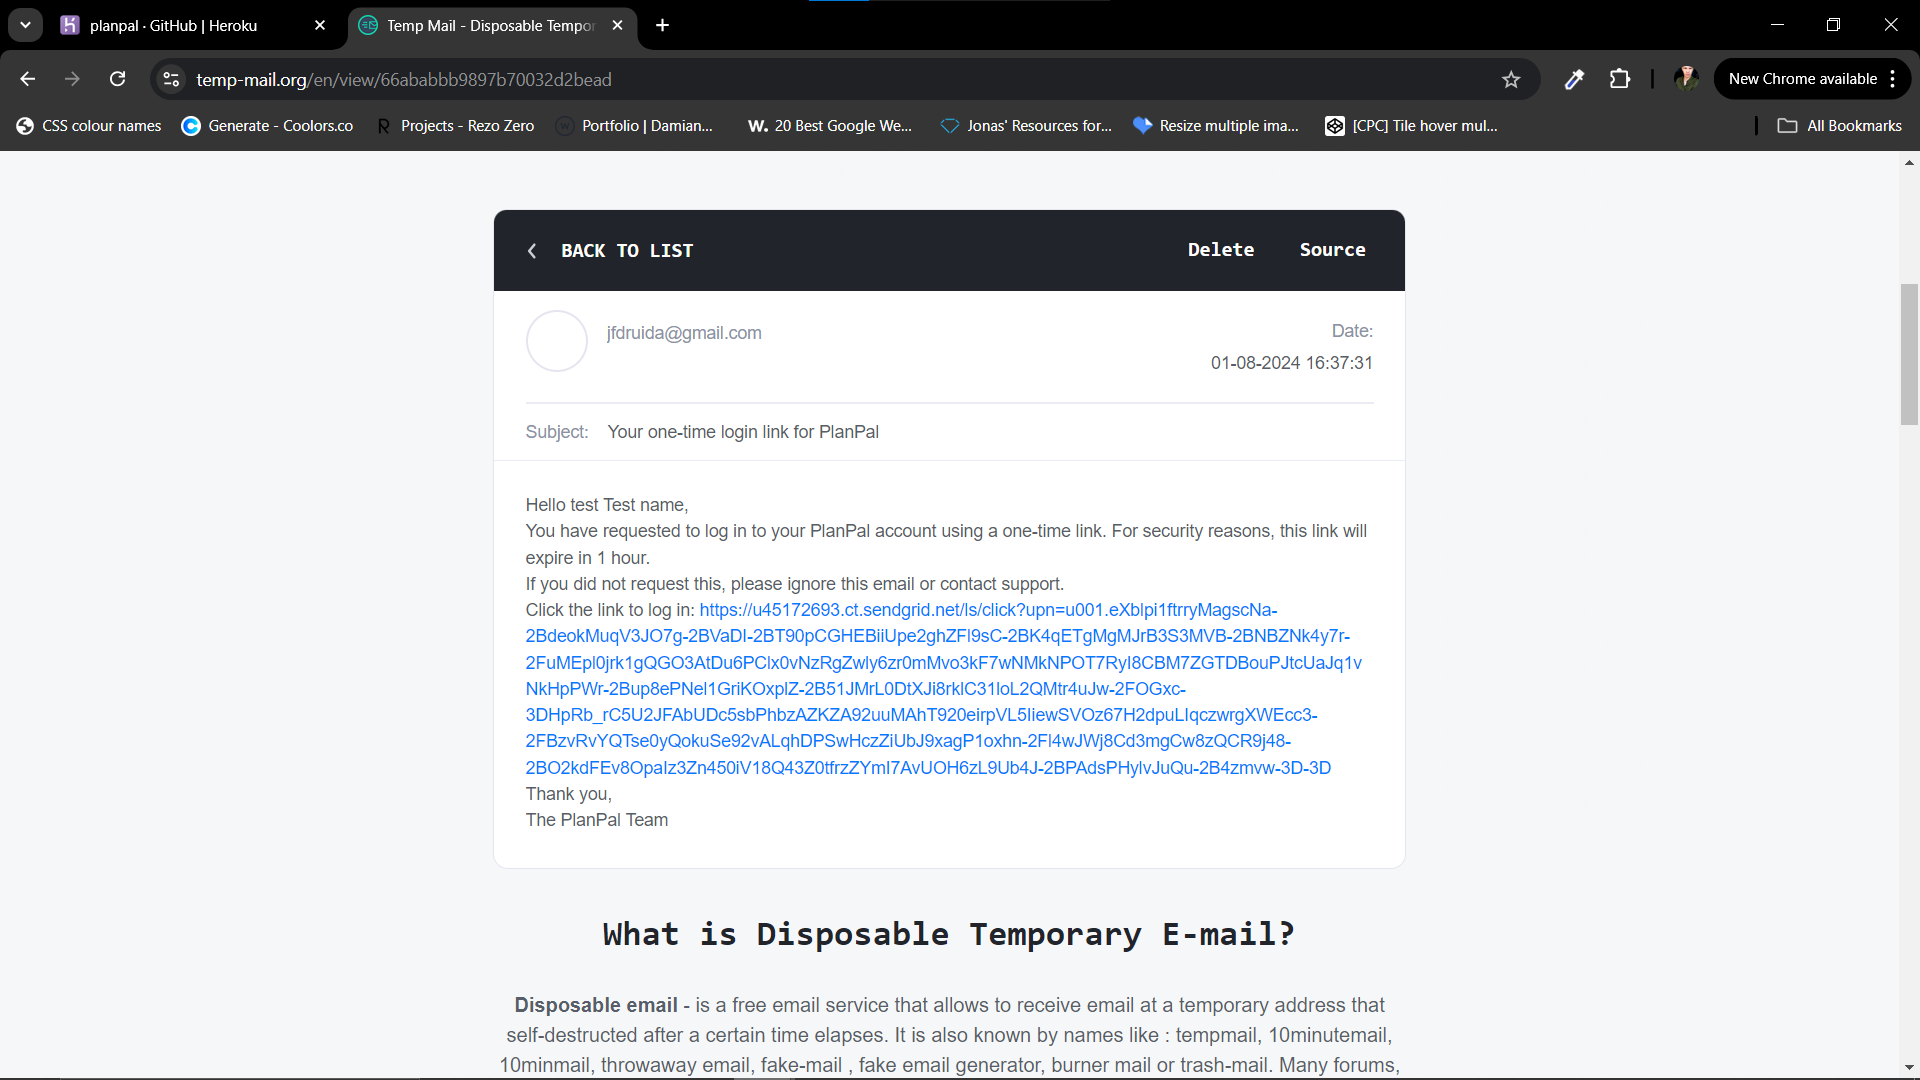 planpal · GitHub | Heroku
Temp Mail - Disposable Tempor
temp-mail.org/en/view/66ababbb9897b70032d2bead
New Chrome available
CSS colour names
Generate - Coolors.co
R Projects - Rezo Zero
Portfolio | Damian...
W. 20 Best Google We...
Jonas' Resources for...
Resize multiple ima...
[CPC] Tile hover mul...
All Bookmarks
BACK TO LIST
Delete
Source
jfdruida@gmail.com
Date:
01-08-2024 16:37:31
Subject: Your one-time login link for PlanPal
Hello test Test name,
You have requested to log in to your PlanPal account using a one-time link. For security reasons, this link will
expire in 1 hour.
If you did not request this, please ignore this email or contact support.
Click the link to log in: https://u45172693.ct.sendgrid.net/ls/click?upn=u001.eXblpi1ftrryMagscNa-
2BdeokMuqV3JO7g-2BVaDI-2BT90pCGHEBiiUpe2ghZFl9sC-2BK4qETgMgMJrB3S3MVB-2BNBZNk4y7r-
2FuMEpl0jrk1gQGO3AtDu6PClx0vNzRgZwly6zr0mMvo3kF7wNMkNPOT7RyI8CBM7ZGTDBouPJtcUaJq1v
NkHpPWr-2Bup8ePNel1GriKOxplZ-2B51JMrL0DtXJi8rklC31loL2QMtr4uJw-2FOGxc-
3DHpRb_rC5U2JFAbUDc5sbPhbzAZKZA92uuMAhT920eirpVL5IiewSVOz67H2dpuLIqczwrgXWEcc3-
2FBzvRvYQTse0yQokuSe92vALqhDPSwHczZiUbJ9xagP1oxhn-2Fl4wJWj8Cd3mgCw8zQCR9j48-
2BO2kdFEv8OpaIz3Zn450iV18Q43Z0tfrzZYmI7AvUOH6zL9Ub4J-2BPAdsPHylvJuQu-2B4zmvw-3D-3D
Thank you,
The PlanPal Team
What is Disposable Temporary E-mail?
Disposable email - is a free email service that allows to receive email at a temporary address that
self-destructed after a certain time elapses. It is also known by names like : tempmail, 10minutemail,
10minmail, throwaway email, fake-mail , fake email generator, burner mail or trash-mail. Many forums,